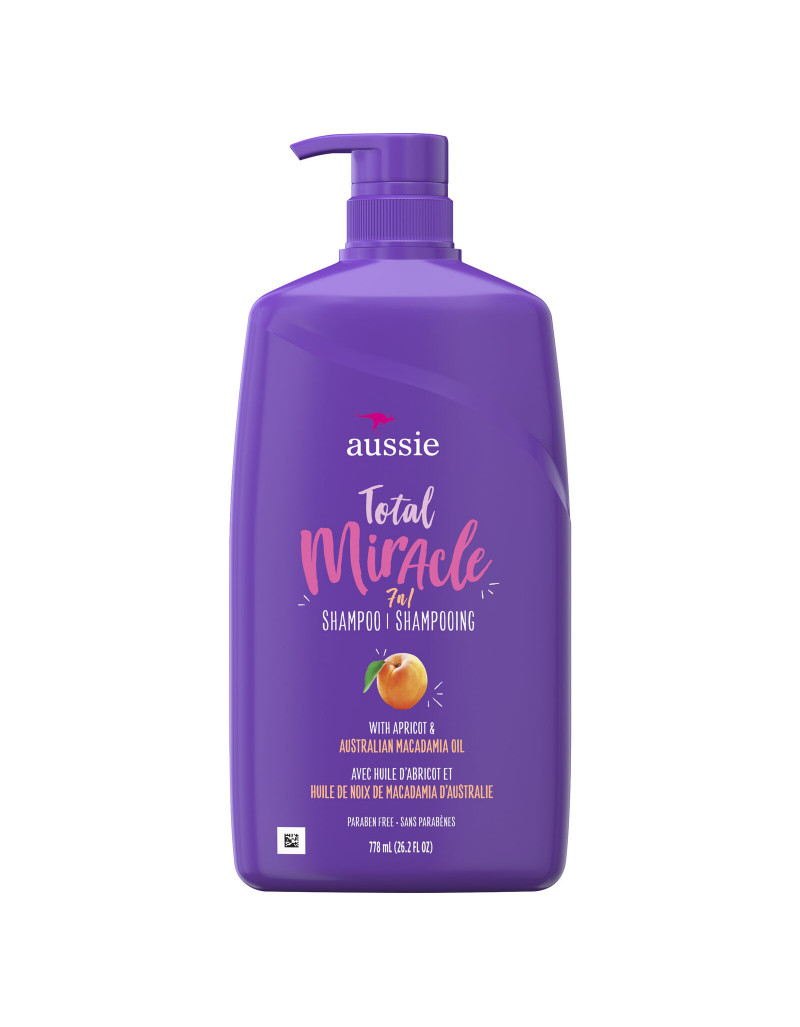 aussie
Total
Miracle
7n1
SHAMPOO | SHAMPOOING
WITH APRICOT &
AUSTRALIAN MACADAMIA OIL
AVEC HUILE D'ABRICOT ET
HUILE DE NOIX DE MACADAMIA D'AUSTRALIE
PARABEN FREE • SANS PARABÈNES
778 mL (26.2 FL OZ)